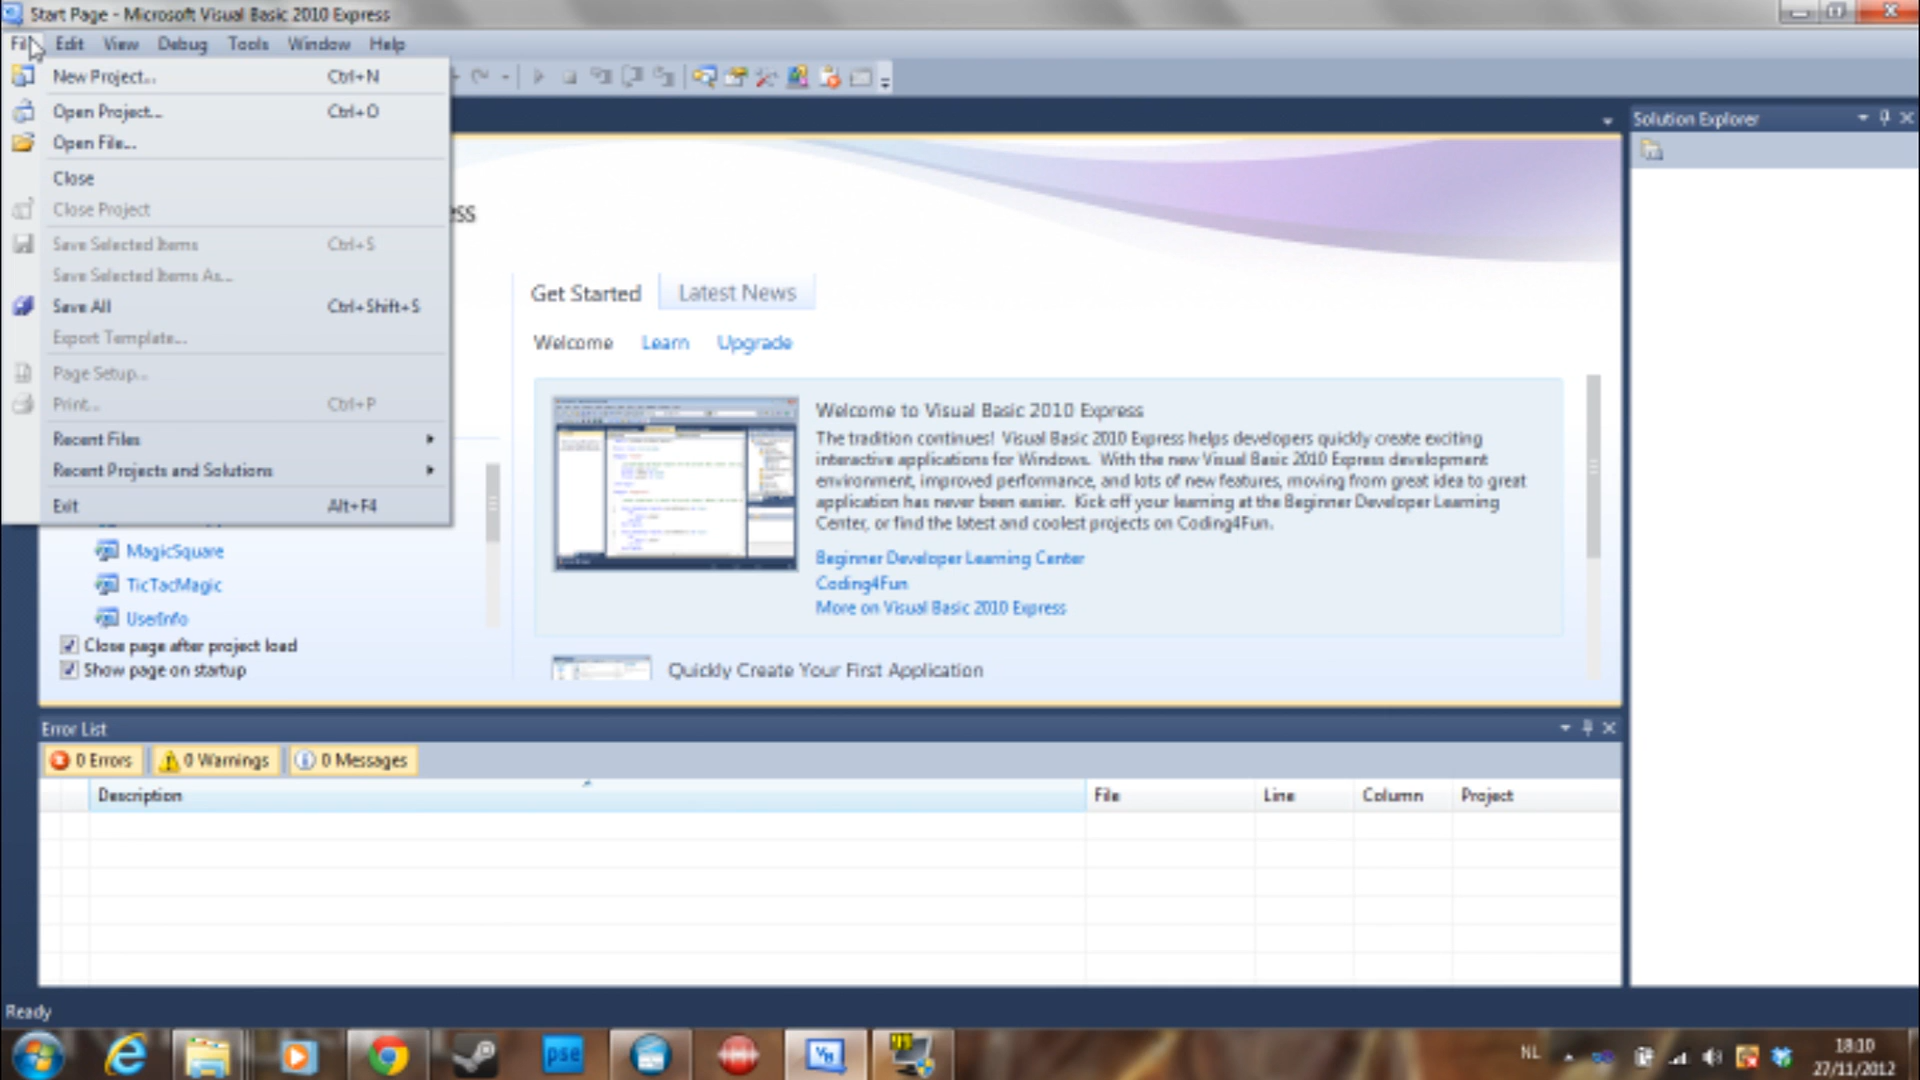 Start Page - Microsoft Visual Basic 2010 Express
File Edit View Debug Tools Window Help
New Project... Ctrl+N
Open Project... Ctrl+O
Open File...
Close
Close Project
Save Selected Items Ctrl+S
Save Selected Items As...
Save All Ctrl+Shift+S
Export Template...
Page Setup...
Print... Ctrl+P
Recent Files
Recent Projects and Solutions
Exit Alt+F4
ess
MagicSquare
TicTacMagic
UserInfo
Close page after project load
Show page on startup
Get Started Latest News
Welcome Learn Upgrade
Welcome to Visual Basic 2010 Express
The tradition continues! Visual Basic 2010 Express helps developers quickly create exciting
interactive applications for Windows. With the new Visual Basic 2010 Express development
environment, improved performance, and lots of new features, moving from great idea to great
application has never been easier. Kick off your learning at the Beginner Developer Learning
Center, or find the latest and coolest projects on Coding4Fun.
Beginner Developer Learning Center
Coding4Fun
More on Visual Basic 2010 Express
Quickly Create Your First Application
Solution Explorer
Error List
0 Errors 0 Warnings 0 Messages
Description File Line Column Project
Ready
pse
NL
18:10
27/11/2012